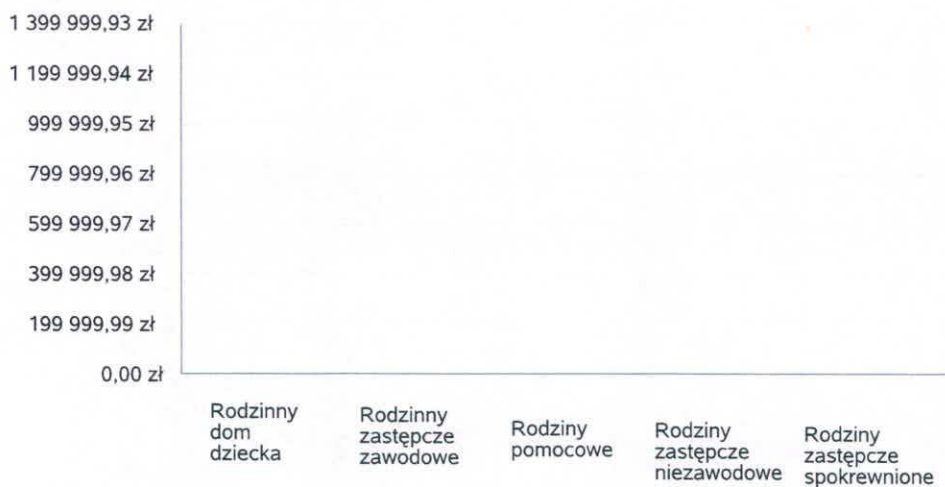 1 399 999,93 zł
1 199 999,94 zł
999 999,95 zł
799 999,96 zł
599 999,97 zł
399 999,98 zł
199 999,99 zł
0,00 zł
Rodzinny
dom
dziecka
Rodzinny
zastępcze
zawodowe
Rodziny
pomocowe
Rodziny
zastępcze
niezawodowe
Rodziny
zastępcze
spokrewnione